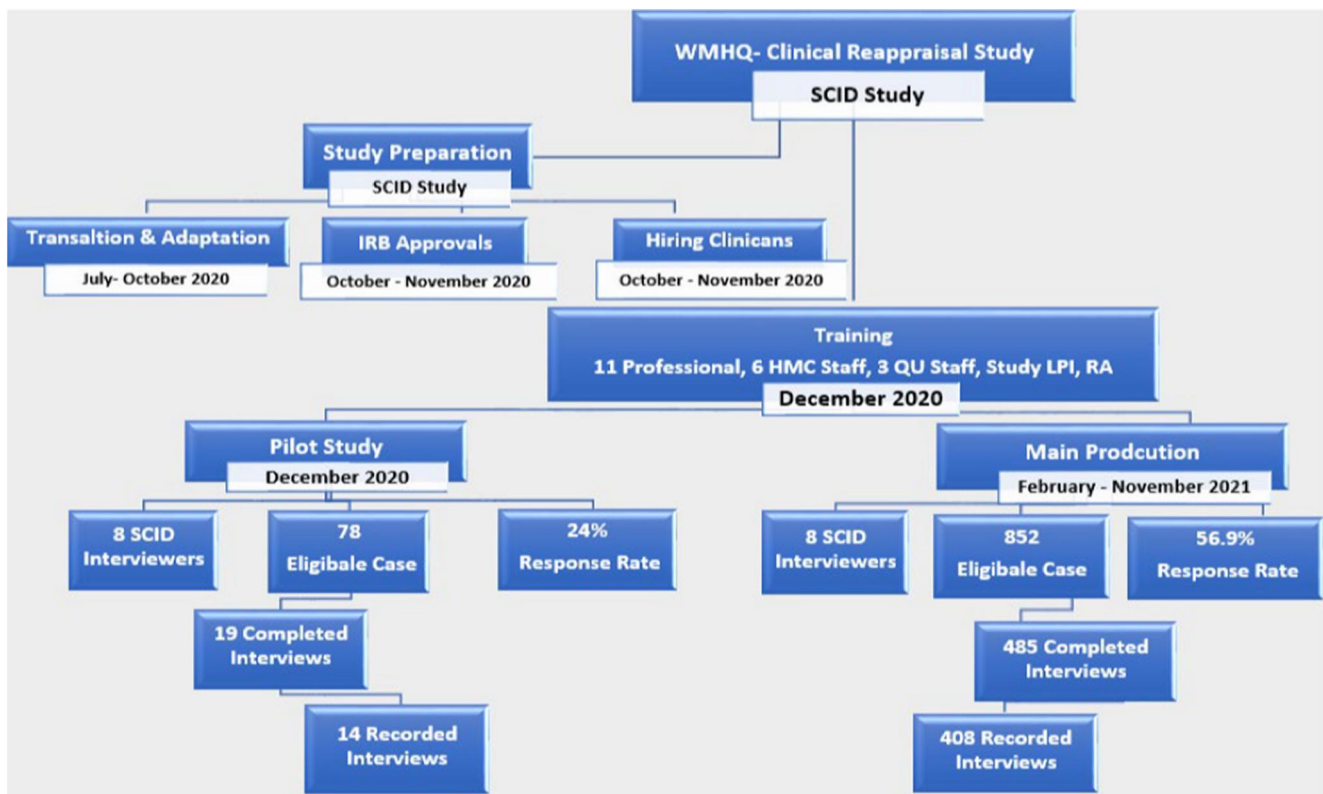 WMHQ- Clinical Reappraisal Study
SCID Study
Study Preparation
SCID Study
Transaltion & Adaptation
July- October 2020
IRB Approvals
October - November 2020
Hiring Clinicans
October - November 2020
Training
11 Professional, 6 HMC Staff, 3 QU Staff, Study LPI, RA
December 2020
Pilot Study
December 2020
8 SCID
Interviewers
78
Eligibale Case
24%
Response Rate
19 Completed
Interviews
14 Recorded
Interviews
Main Prodcution
February - November 2021
8 SCID
Interviewers
852
Eligibale Case
56.9%
Response Rate
485 Completed
Interviews
408 Recorded
Interviews